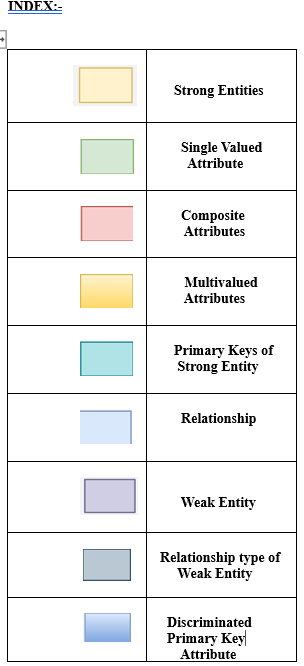 INDEX:-
Strong Entities
Single Valued
Attribute
Composite
Attributes
Multivalued
Attributes
Primary Keys of
Strong Entity
Relationship
Weak Entity
Relationship type of
Weak Entity
Discriminated
Primary Key
Attribute